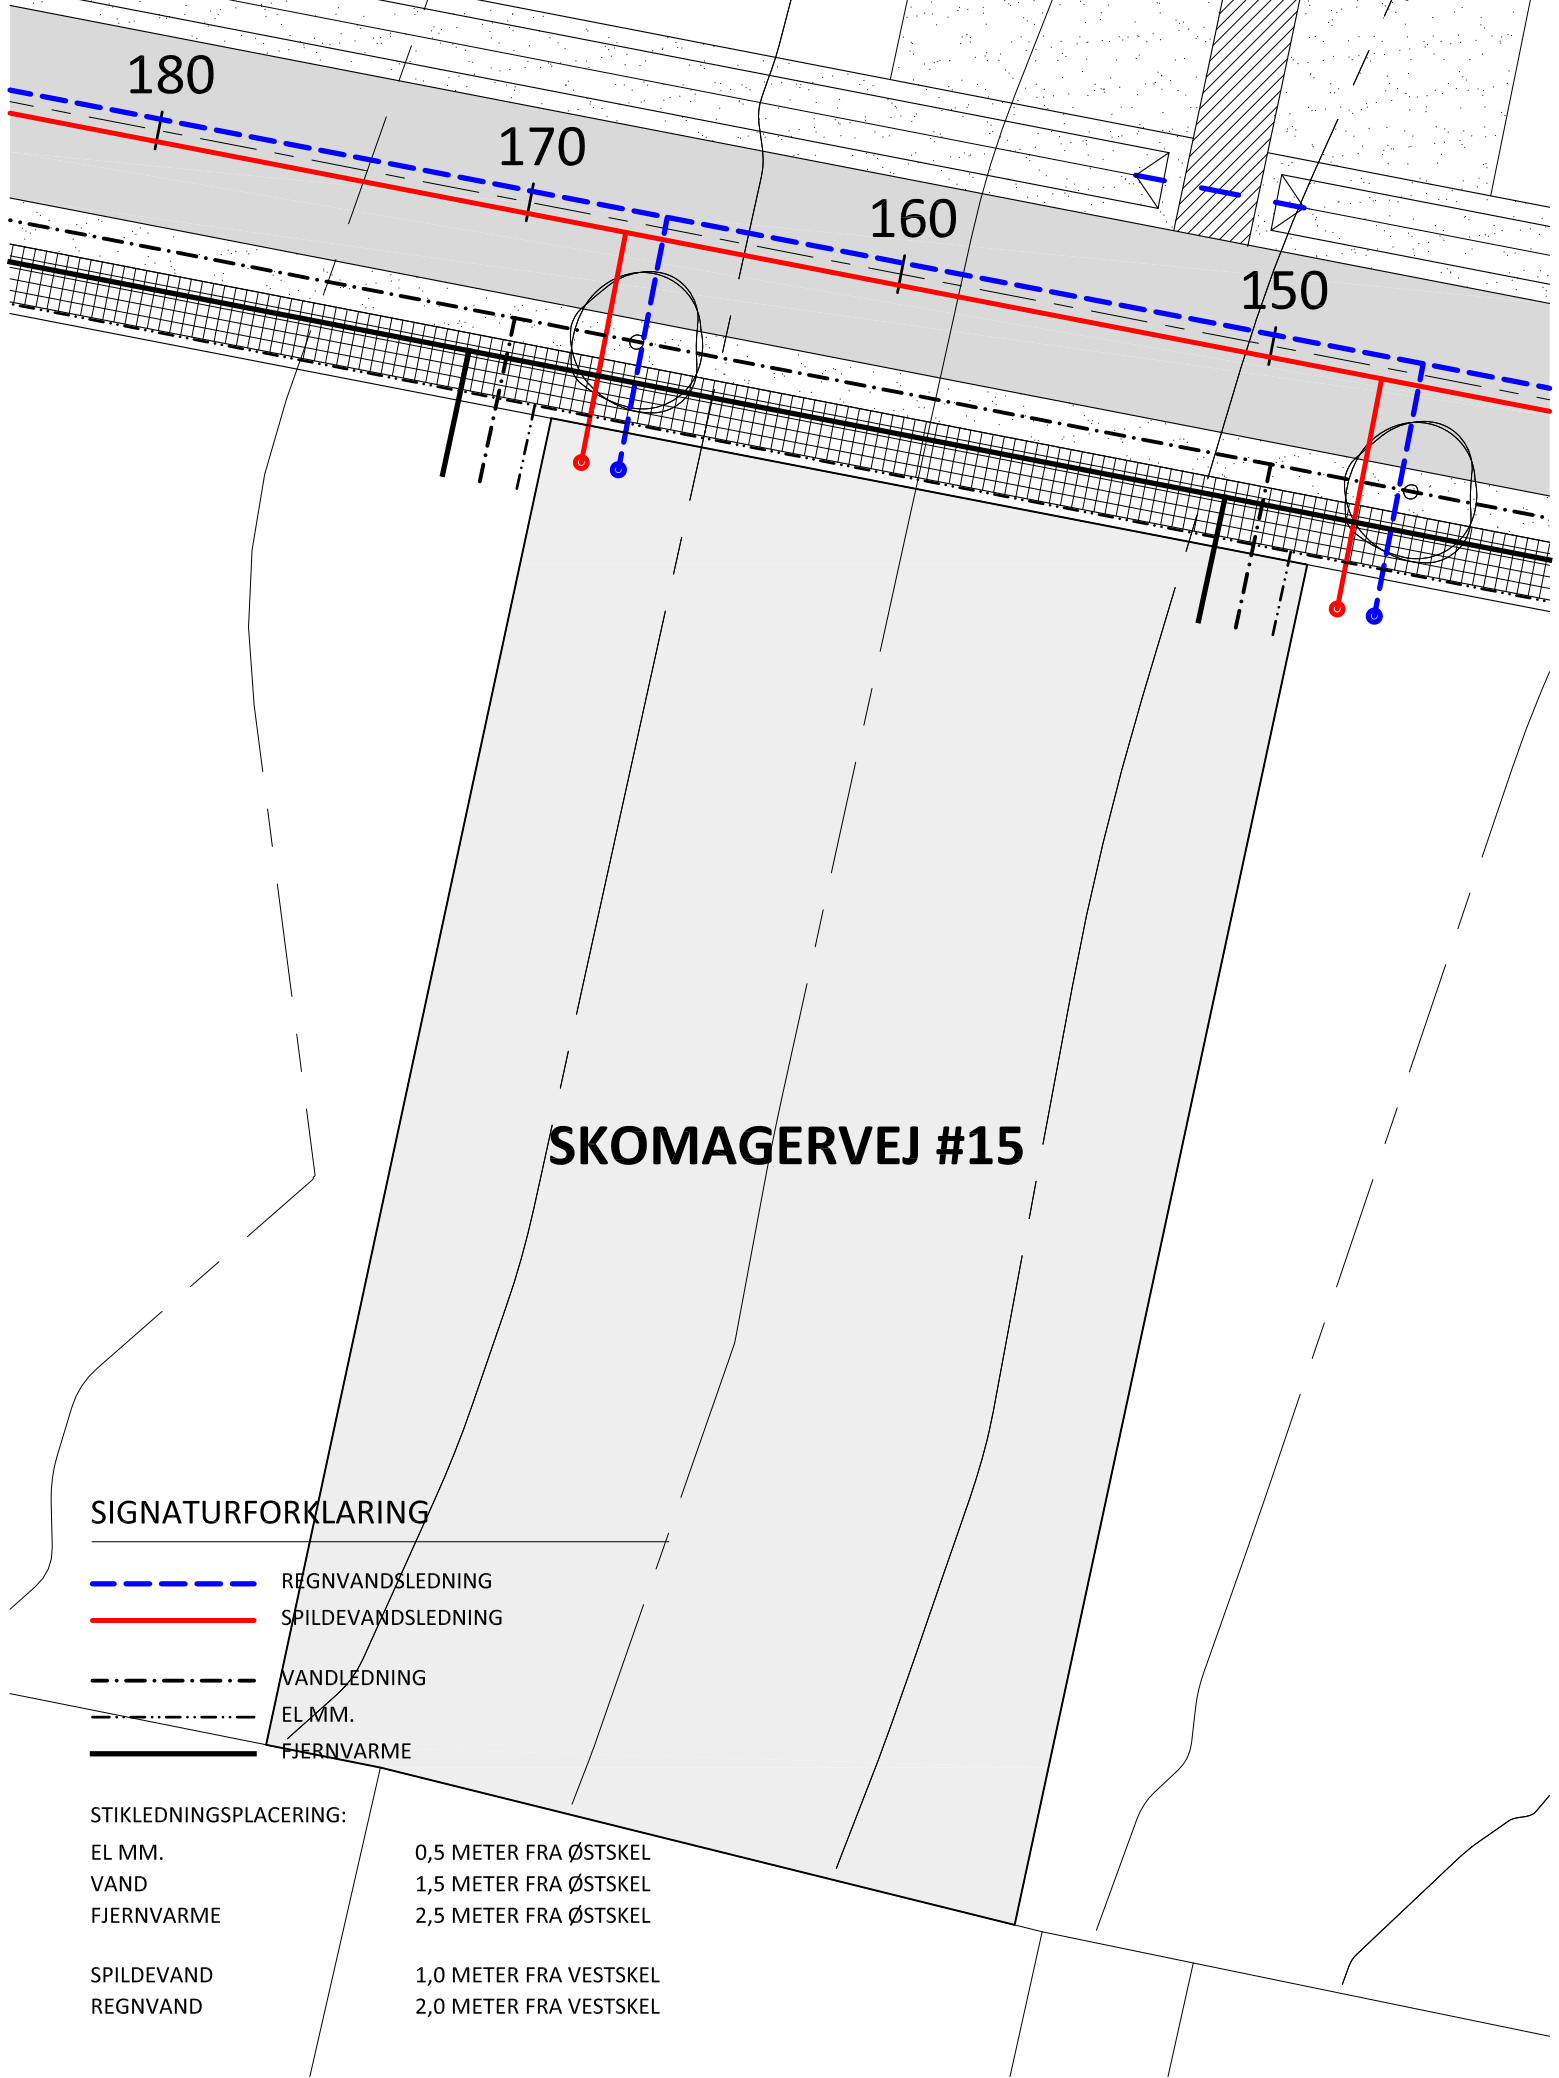 180
170
160
150
SKOMAGERVEJ #15
SIGNATURFORKLARING
REGNVANDSLEDNING
SPILDEVANDSLEDNING
VANDLEDNING
EL MM.
FJERNVARME
STIKLEDNINGSPLACERING:
EL MM. 0,5 METER FRA ØSTSKEL
VAND 1,5 METER FRA ØSTSKEL
FJERNVARME 2,5 METER FRA ØSTSKEL
SPILDEVAND 1,0 METER FRA VESTSKEL
REGNVAND 2,0 METER FRA VESTSKEL